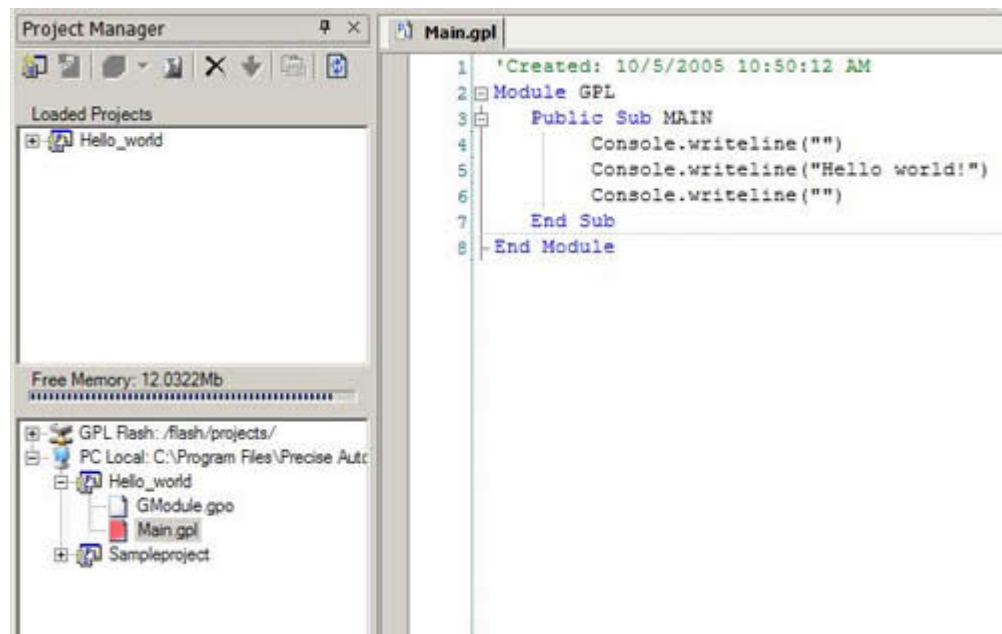 Project Manager
Loaded Projects
Hello_world
Free Memory: 12.0322Mb
GPL Flash: /flash/projects/
PC Local: C:\Program Files\Precise Autc
Hello_world
GModule.gpo
Main.gpl
Sampleproject
Main.gpl
1 'Created: 10/5/2005 10:50:12 AM
2 Module GPL
3 Public Sub MAIN
4 Console.writeline("")
5 Console.writeline("Hello world!")
6 Console.writeline("")
7 End Sub
8 End Module